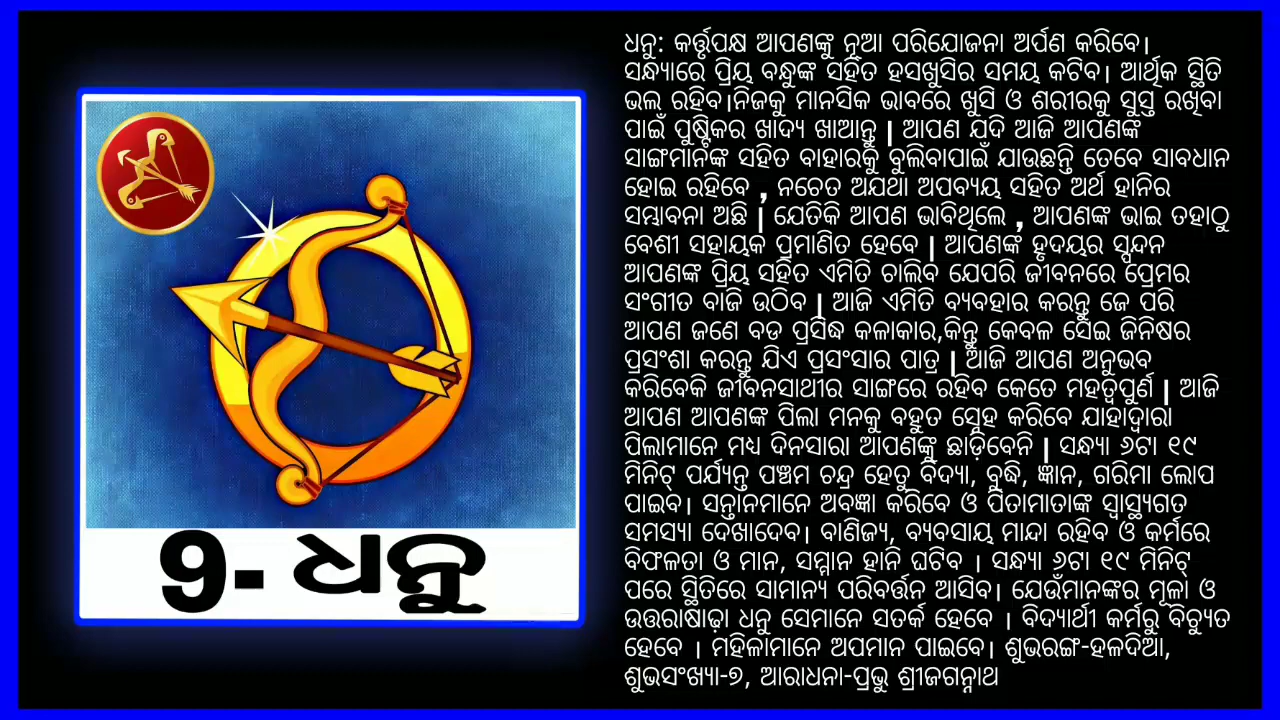 9- ଧନୁ
ଧନୁ: କର୍ତ୍ତୃପକ୍ଷ ଆପଣଙ୍କୁ ନୂଆ ପରିଯୋଜନା ଅର୍ପଣ କରିବେ।
ସନ୍ଧ୍ୟାରେ ପ୍ରିୟ ବନ୍ଧୁଙ୍କ ସହିତ ହସଖୁସିର ସମୟ କଟିବ। ଆର୍ଥିକ ସ୍ଥିତି
ଭଲ ରହିବ।ନିଜକୁ ମାନସିକ ଭାବରେ ଖୁସି ଓ ଶରୀରକୁ ସୁସ୍ତ ରଖିବା
ପାଇଁ ପୁଷ୍ଟିକର ଖାଦ୍ୟ ଖାଆନ୍ତୁ | ଆପଣ ଯଦି ଆଜି ଆପଣଙ୍କ
ସାଙ୍ଗମାନଙ୍କ ସହିତ ବାହାରକୁ ବୁଲିବାପାଇଁ ଯାଉଛନ୍ତି ତେବେ ସାବଧାନ
ହୋଇ ରହିବେ , ନଚେତ ଅଯଥା ଅପବ୍ୟୟ ସହିତ ଅର୍ଥ ହାନିର
ସମ୍ଭାବନା ଅଛି | ଯେତିକି ଆପଣ ଭାବିଥିଲେ , ଆପଣଙ୍କ ଭାଇ ତହାଠୁ
ବେଶୀ ସହାୟକ ପ୍ରମାଣିତ ହେବେ | ଆପଣଙ୍କ ହୃଦୟର ସ୍ପନ୍ଦନ
ଆପଣଙ୍କ ପ୍ରିୟ ସହିତ ଏମିତି ଚାଲିବ ଯେପରି ଜୀବନରେ ପ୍ରେମର
ସଂଗୀତ ବାଜି ଉଠିବ | ଆଜି ଏମିତି ବ୍ୟବହାର କରନ୍ତୁ ଜେ ପରି
ଆପଣ ଜଣେ ବଡ ପ୍ରସିଦ୍ଧ କଳାକାର,କିନ୍ତୁ କେବଳ ସେଇ ଜିନିଷର
ପ୍ରସଂଶା କରନ୍ତୁ ଯିଏ ପ୍ରସଂସାର ପାତ୍ର | ଆଜି ଆପଣ ଅନୁଭବ
କରିବେକି ଜୀବନସାଥୀର ସାଙ୍ଗରେ ରହିବ କେତେ ମହତ୍ୱପୁର୍ଣ | ଆଜି
ଆପଣ ଆପଣଙ୍କ ପିଲା ମନକୁ ବହୁତ ସ୍ନେହ କରିବେ ଯାହାଦ୍ୱାରା
ପିଲାମାନେ ମଧ୍ୟ ଦିନସାରା ଆପଣଙ୍କୁ ଛାଡ଼ିବେନି | ସନ୍ଧ୍ୟା ୬ଟା ୧୯
ମିନିଟ୍ ପର୍ଯ୍ୟନ୍ତ ପଞ୍ଚମ ଚନ୍ଦ୍ର ହେତୁ ବିଦ୍ୟା, ବୁଦ୍ଧି, ଜ୍ଞାନ, ଗରିମା ଲୋପ
ପାଇବ। ସନ୍ତାନମାନେ ଅବଜ୍ଞା କରିବେ ଓ ପିତାମାତାଙ୍କ ସ୍ୱାସ୍ଥ୍ୟଗତ
ସମସ୍ୟା ଦେଖାଦେବ। ବାଣିଜ୍ୟ, ବ୍ୟବସାୟ ମାନ୍ଦା ରହିବ ଓ କର୍ମରେ
ବିଫଳତା ଓ ମାନ, ସମ୍ମାନ ହାନି ଘଟିବ । ସନ୍ଧ୍ୟା ୬ଟା ୧୯ ମିନିଟ୍
ପରେ ସ୍ଥିତିରେ ସାମାନ୍ୟ ପରିବର୍ତ୍ତନ ଆସିବ। ଯେଉଁମାନଙ୍କର ମୂଳା ଓ
ଉତ୍ତରାଷାଢ଼ା ଧନୁ ସେମାନେ ସତର୍କ ହେବେ । ବିଦ୍ୟାର୍ଥୀ କର୍ମରୁ ବିଚ୍ୟୁତ
ହେବେ । ମହିଳାମାନେ ଅପମାନ ପାଇବେ। ଶୁଭରଙ୍ଗ-ହଳଦିଆ,
ଶୁଭସଂଖ୍ୟା-୭, ଆରାଧନା-ପ୍ରଭୁ ଶ୍ରୀଜଗନ୍ନାଥ